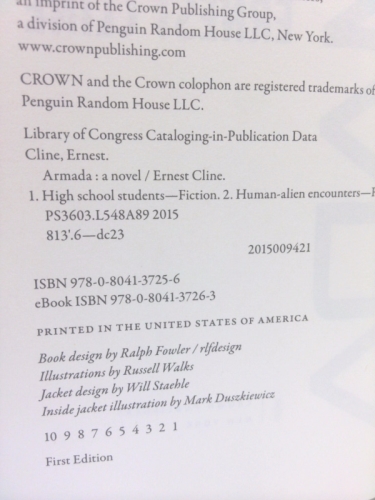 an imprint of the Crown Publishing Group,
a division of Penguin Random House LLC, New York.
www.crownpublishing.com
CROWN and the Crown colophon are registered trademarks of
Penguin Random House LLC.
Library of Congress Cataloging-in-Publication Data
Cline, Ernest.
Armada : a novel / Ernest Cline.
1. High school students—Fiction. 2. Human-alien encounters—
PS3603.L548A89 2015
813'.6—dc23
2015009421
ISBN 978-0-8041-3725-6
eBook ISBN 978-0-8041-3726-3
PRINTED IN THE UNITED STATES OF AMERICA
Book design by Ralph Fowler / rlfdesign
Illustrations by Russell Walks
Jacket design by Will Staehle
Inside jacket illustration by Mark Duszkiewicz
10 9 8 7 6 5 4 3 2 1
First Edition